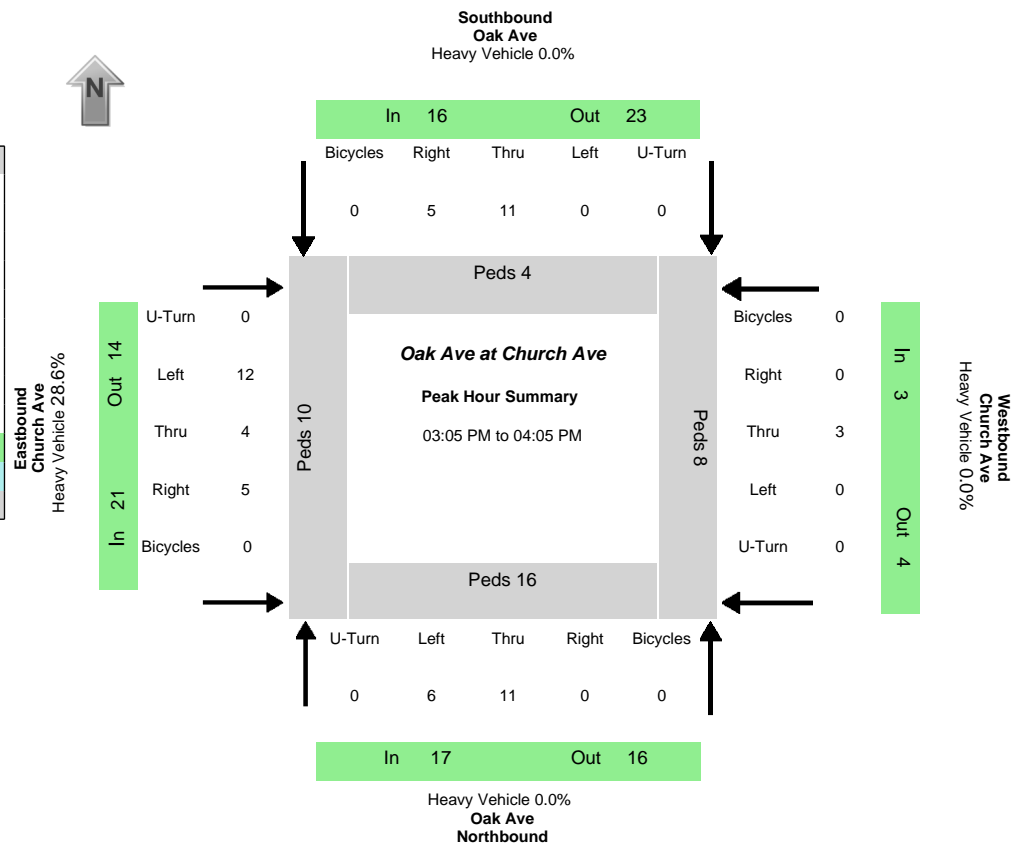 Southbound
Oak Ave
Heavy Vehicle 0.0%
N
In 16 Out 23
Bicycles Right Thru Left U-Turn
0 5 11 0 0
Peds 4
U-Turn 0
Left 12
Thru 4
Right 5
Bicycles 0
Out 14
In 21
Eastbound
Church Ave
Heavy Vehicle 28.6%
Peds 10
Oak Ave at Church Ave
Peak Hour Summary
03:05 PM to 04:05 PM
Peds 8
Bicycles 0
Right 0
Thru 3
Left 0
U-Turn 0
In 3
Out 4
Westbound
Church Ave
Heavy Vehicle 0.0%
Peds 16
U-Turn Left Thru Right Bicycles
0 6 11 0 0
In 17 Out 16
Heavy Vehicle 0.0%
Oak Ave
Northbound